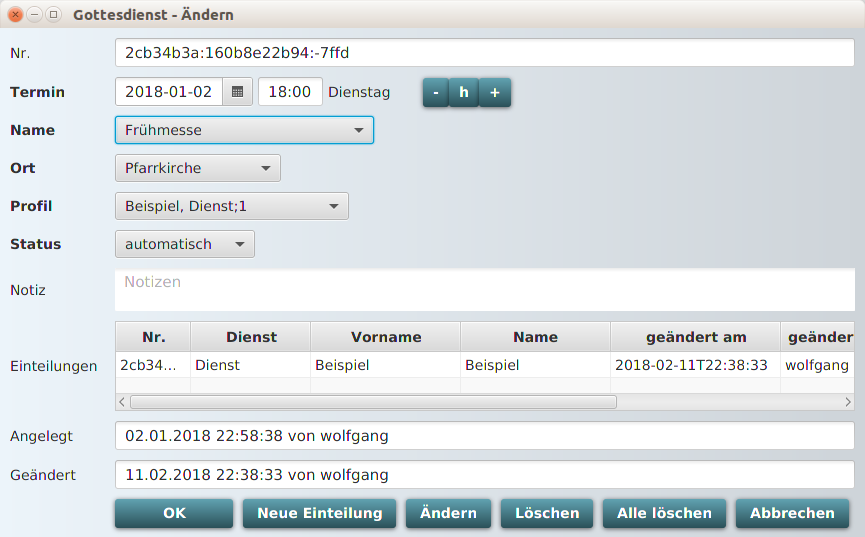 Gottesdienst - Ändern
Nr. 2cb34b3a:160b8e22b94:-7ffd
Termin 2018-01-02 18:00 Dienstag - h +
Name Frühmesse
Ort Pfarrkirche
Profil Beispiel, Dienst;1
Status automatisch
Notiz Notizen
Einteilungen
Nr. Dienst Vorname Name geändert am geänder
2cb34... Dienst Beispiel Beispiel 2018-02-11T22:38:33 wolfgang
Angelegt 02.01.2018 22:58:38 von wolfgang
Geändert 11.02.2018 22:38:33 von wolfgang
OK Neue Einteilung Ändern Löschen Alle löschen Abbrechen